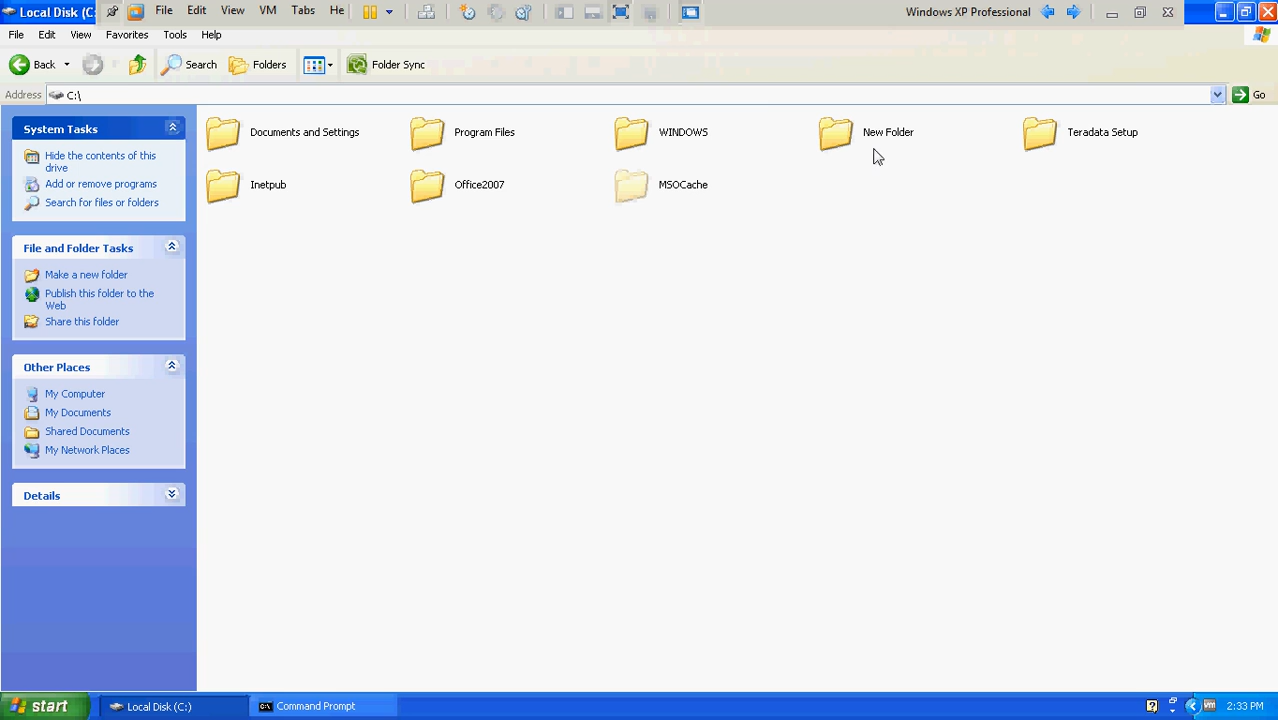 Local Disk (C:
File Edit View VM Tabs He
Windows XP Professional
File Edit View Favorites Tools Help
Back Search Folders Folder Sync
Address C:\ Go
System Tasks
Hide the contents of this
drive
Add or remove programs
Search for files or folders
File and Folder Tasks
Make a new folder
Publish this folder to the
Web
Share this folder
Other Places
My Computer
My Documents
Shared Documents
My Network Places
Details
Documents and Settings Program Files WINDOWS New Folder Teradata Setup
Inetpub Office2007 MSOCache
start Local Disk (C:) C:\ Command Prompt ? vm 2:33 PM